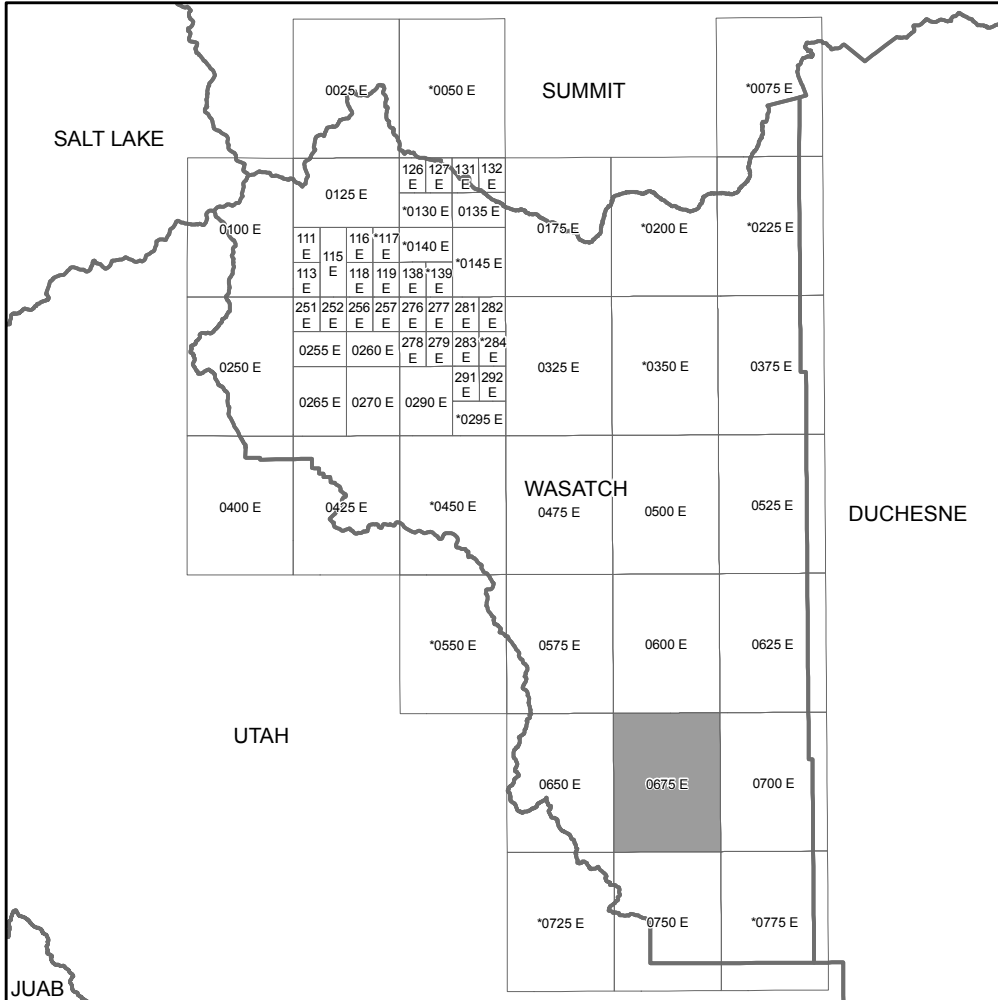 0025 E
*0050 E
SUMMIT
*0075 E
SALT LAKE
126
E
127
E
131
E
132
E
0125 E
*0130 E
0135 E
0100 E
0175 E
*0200 E
*0225 E
111
E
115
E
116
E
*117
E
*0140 E
*0145 E
113
E
118
E
119
E
138
E
*139
E
251
E
252
E
256
E
257
E
276
E
277
E
281
E
282
E
0255 E
0260 E
278
E
279
E
283
E
*284
E
0250 E
0325 E
*0350 E
0375 E
291
E
292
E
0265 E
0270 E
0290 E
*0295 E
WASATCH
0400 E
0425 E
*0450 E
0475 E
0500 E
0525 E
DUCHESNE
*0550 E
0575 E
0600 E
0625 E
UTAH
0650 E
0675 E
0700 E
*0725 E
0750 E
*0775 E
JUAB